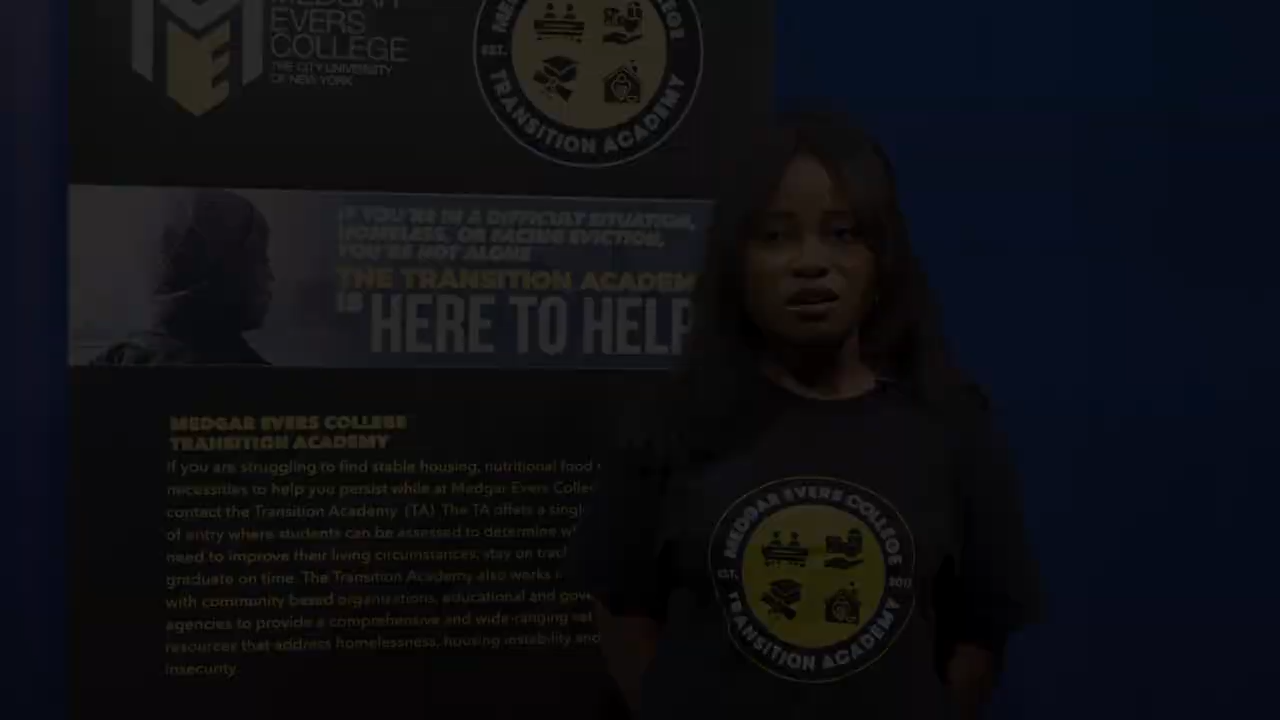 MEDGAR
EVERS
COLLEGE
THE CITY UNIVERSITY
OF NEW YORK
ME
COLLEGE
EST.
TRANSITION ACADEMY
IF YOU'RE IN A DIFFICULT SITUATION,
HOMELESS, OR FACING EVICTION,
YOU'RE NOT ALONE
THE TRANSITION ACADEM
IS HERE TO HELP
MEDGAR EVERS COLLEGE
TRANSITION ACADEMY
If you are struggling to find stable housing, nutritional food
necessities to help you persist while at Medgar Evers Colle
contact the Transition Academy (TA) The TA offers a singl
of entry where students can be assessed to determine
need to improve their living circumstances, stay on trac
graduate on time. The Transition Academy also works
with community based organizations, educational and gove
agencies to provide a comprehensive and wide-ranging set
resources that address homelessness, housing instability and
insecurity
MEDGAR EVERS COLLEGE
EST. 2017
TRANSITION ACADEMY